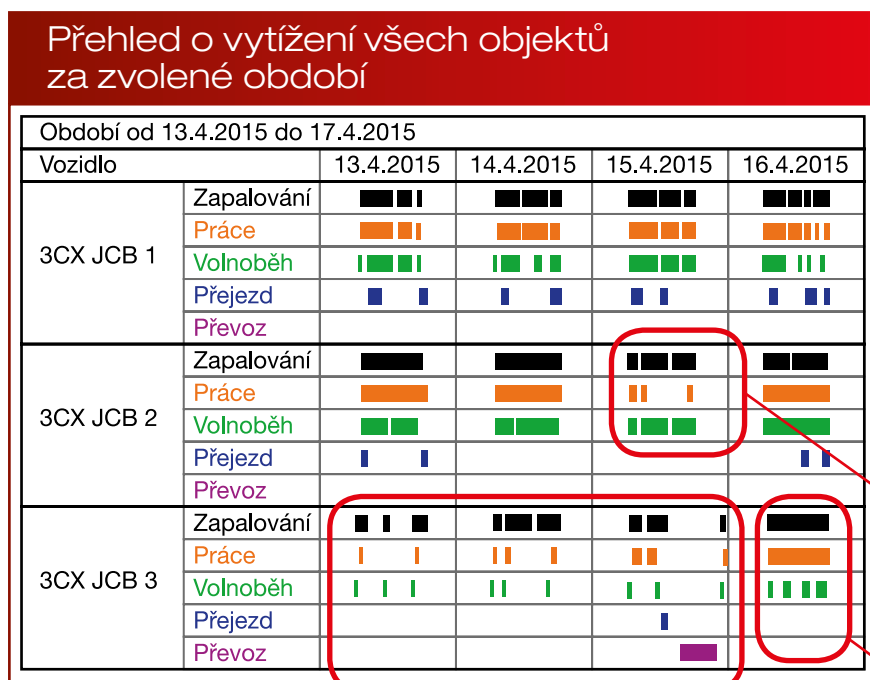 Přehled o vytížení všech objektů
za zvolené období
Období od 13.4.2015 do 17.4.2015
Vozidlo 13.4.2015 14.4.2015 15.4.2015 16.4.2015
3CX JCB 1
Zapalování
Práce
Volnoběh
Přejezd
Převoz
3CX JCB 2
Zapalování
Práce
Volnoběh
Přejezd
Převoz
3CX JCB 3
Zapalování
Práce
Volnoběh
Přejezd
Převoz